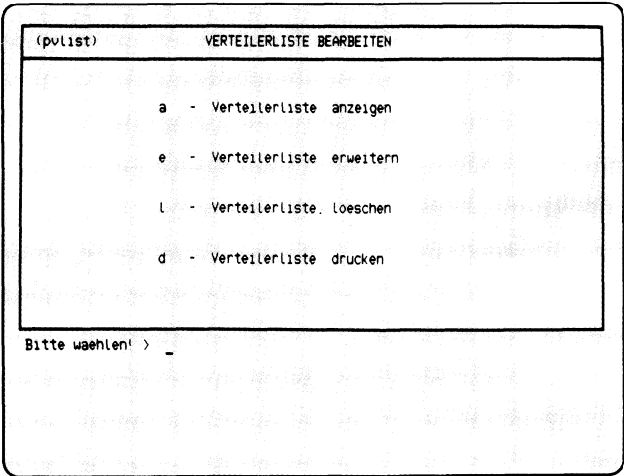 (pvlist) VERTEILERLISTE BEARBEITEN
a - Verteilerliste anzeigen
e - Verteilerliste erweitern
l - Verteilerliste loeschen
d - Verteilerliste drucken
Bitte waehlen! > _